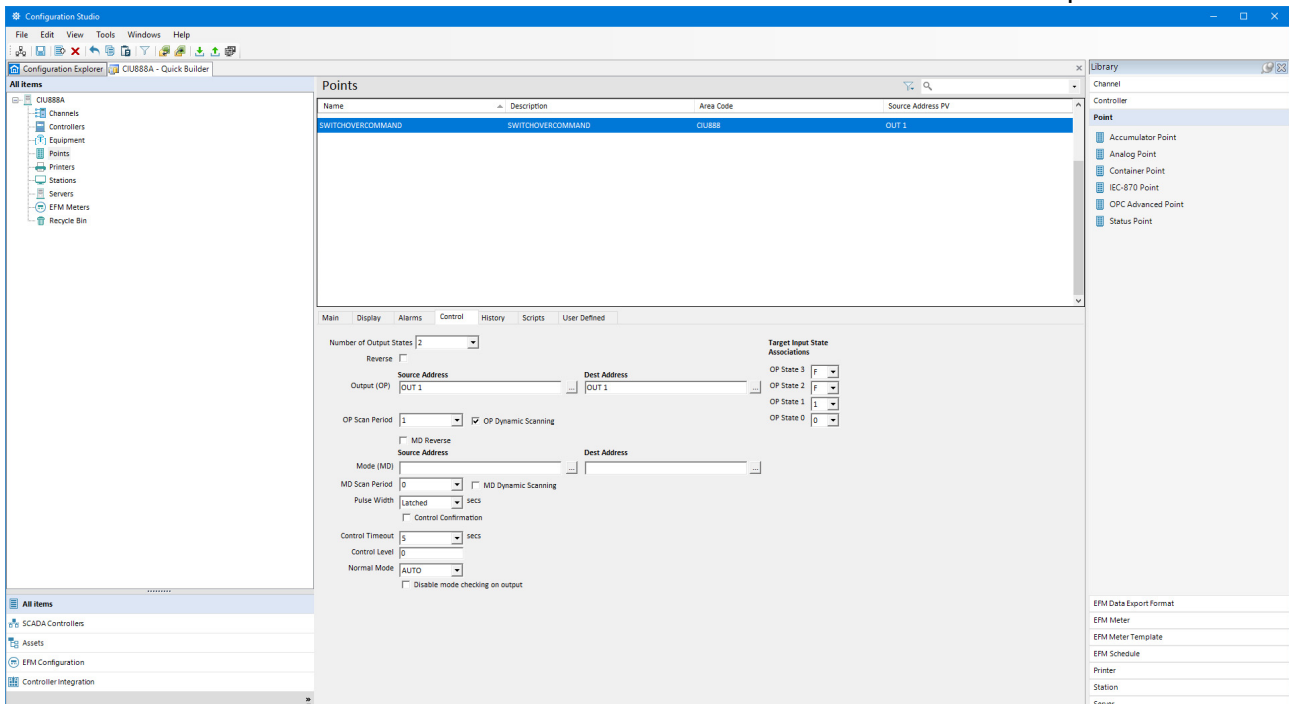 Configuration Studio
File Edit View Tools Windows Help
Configuration Explorer CIU888A - Quick Builder
All items
CIU888A
Channels
Controllers
Equipment
Points
Printers
Stations
Servers
EFM Meters
Recycle Bin
All items
SCADA Controllers
Assets
EFM Configuration
Controller Integration
»
Points
Name Description Area Code Source Address PV
SWITCHOVERCOMMAND SWITCHOVERCOMMAND CIU888 OUT 1
Main Display Alarms Control History Scripts User Defined
Number of Output States 2
Reverse
Source Address Dest Address
Output (OP) OUT 1 ... OUT 1 ...
OP Scan Period 1 OP Dynamic Scanning
MD Reverse
Source Address Dest Address
Mode (MD) ... ...
MD Scan Period 0 MD Dynamic Scanning
Pulse Width Latched secs
Control Confirmation
Control Timeout 5 secs
Control Level 0
Normal Mode AUTO
Disable mode checking on output
Target Input State
Associations
OP State 3 F
OP State 2 F
OP State 1 1
OP State 0 0
Library
Channel
Controller
Point
Accumulator Point
Analog Point
Container Point
IEC-870 Point
OPC Advanced Point
Status Point
EFM Data Export Format
EFM Meter
EFM Meter Template
EFM Schedule
Printer
Station
Server